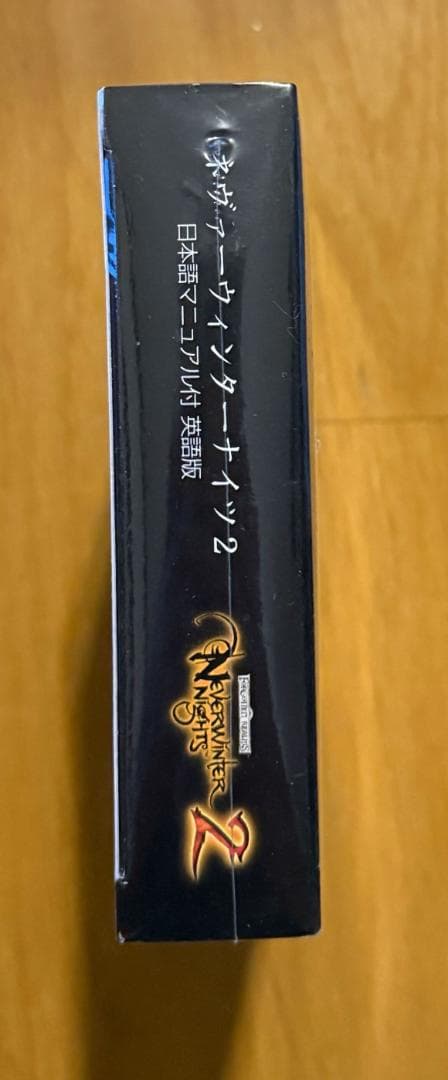 ネヴァーウィンターナイツ2
日本語マニュアル付 英語版
FORGOTTEN REALMS
NEVERWINTER
NIGHTS
2